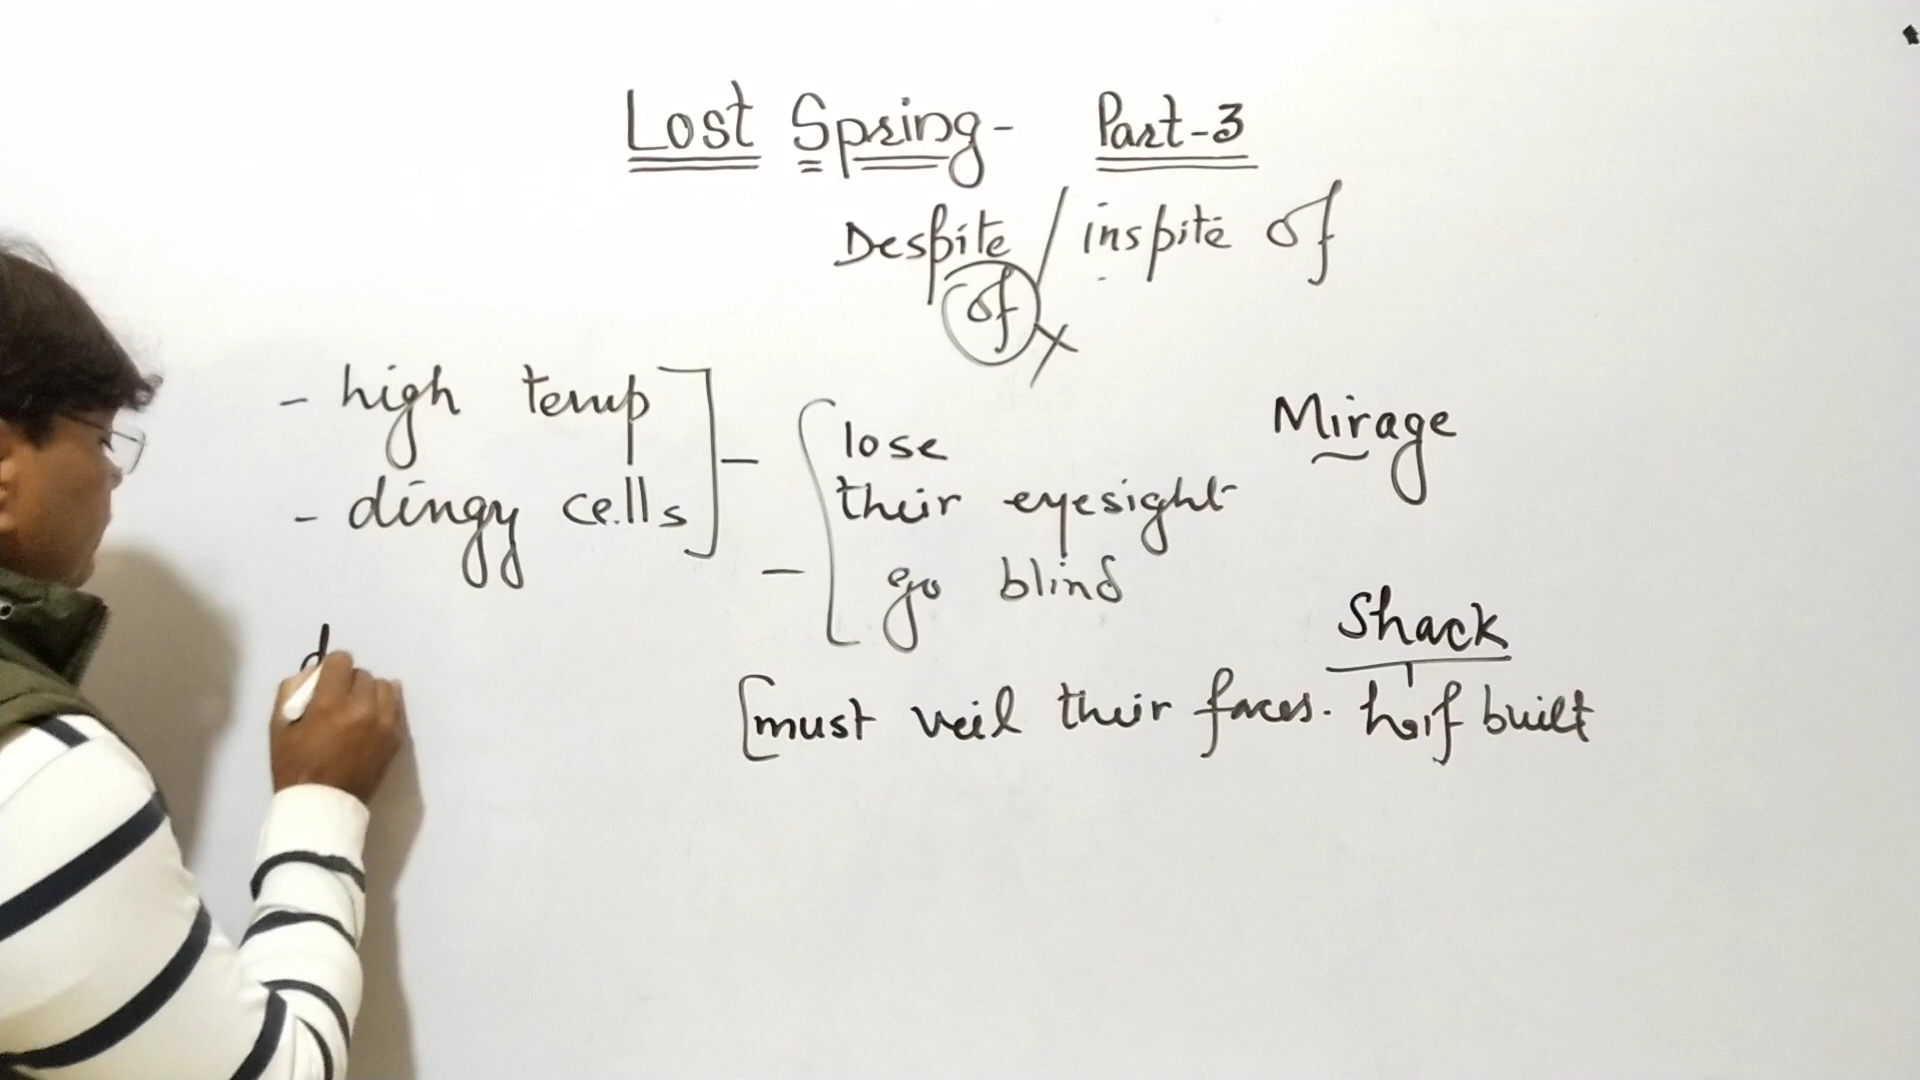 Lost Spring - Part-3
Despite / inspite of
of x
- high temp
- dingy cells
- lose
their eyesight
- go blind
Mirage
Shack
half built
must veil their faces.
d